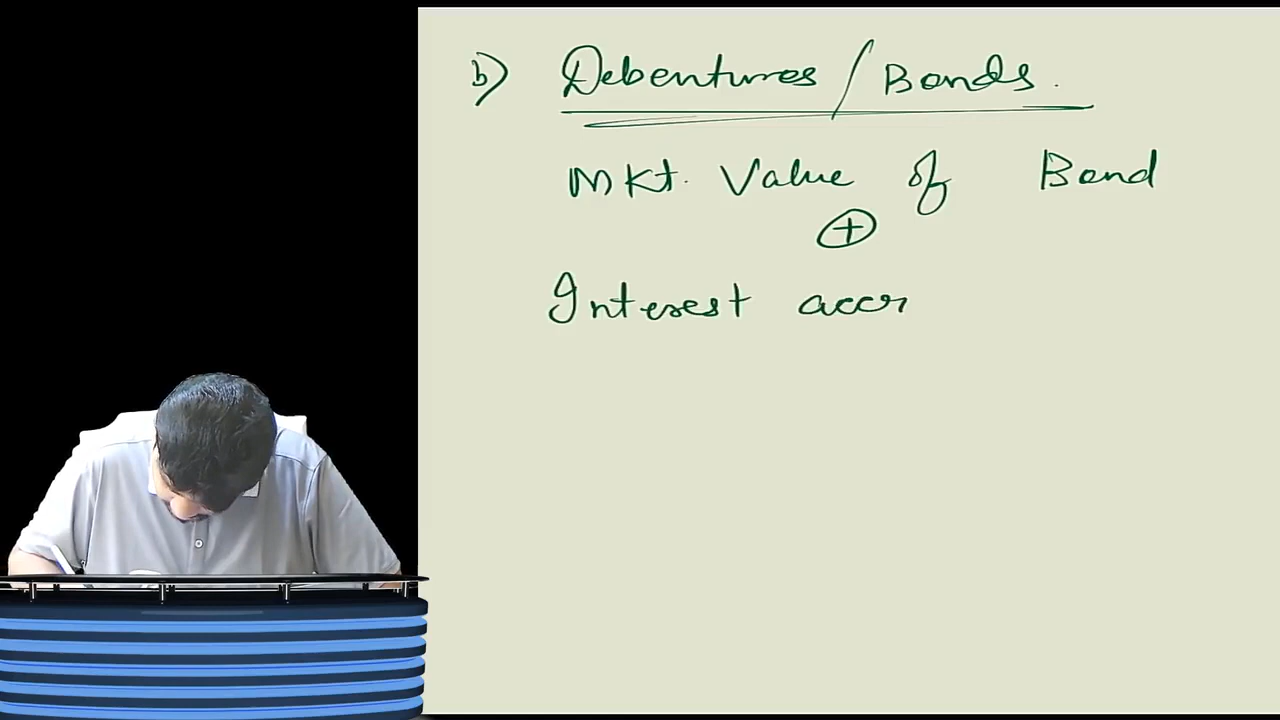 b) Debentures / Bonds.
Mkt. Value of Bond
+
Interest accr